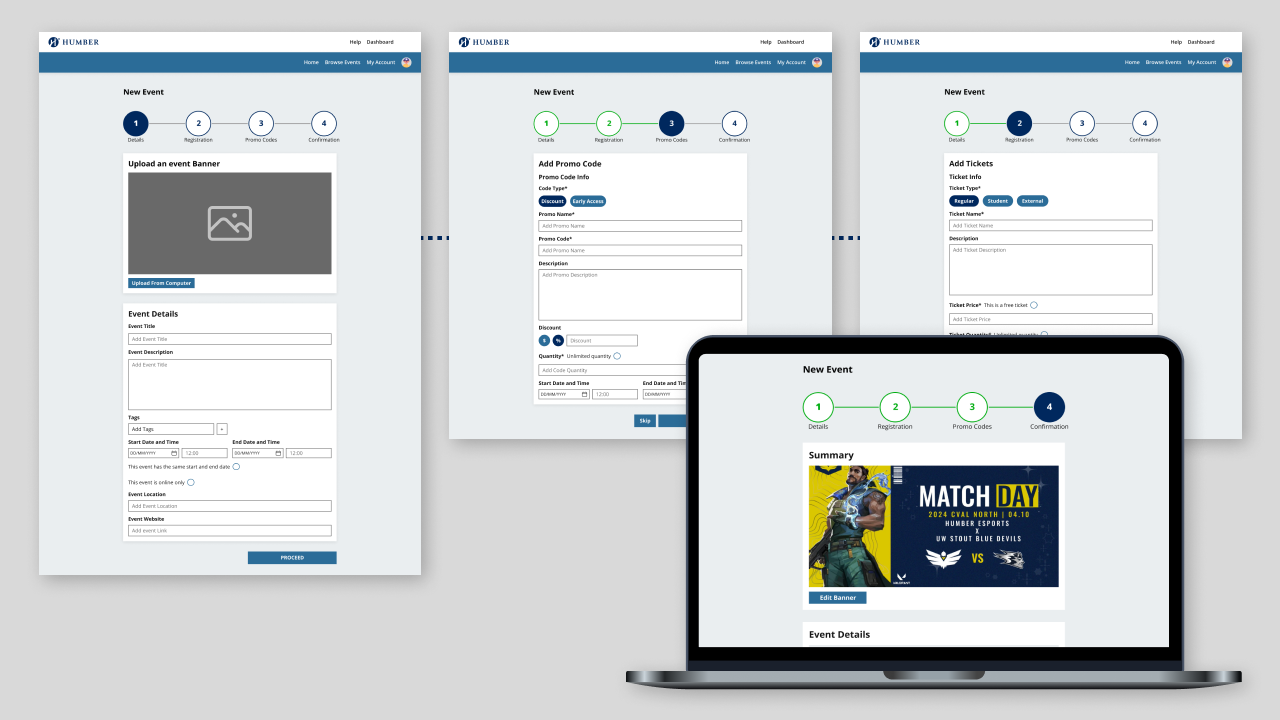 HUMBER
Help Dashboard
Home Browse Events My Account
New Event
1 2 3 4
Details Registration Promo Codes Confirmation
Upload an event Banner
Upload From Computer
Event Details
Event Title
Add Event Title
Event Description
Add Event Title
Tags
Add Tags +
Start Date and Time End Date and Time
DD/MM/YYYY 12:00 DD/MM/YYYY 12:00
This event has the same start and end date
This event is online only
Event Location
Add Event Location
Event Website
Add event Link
PROCEED
HUMBER
Help Dashboard
Home Browse Events My Account
New Event
1 2 3 4
Details Registration Promo Codes Confirmation
Add Promo Code
Promo Code Info
Code Type*
Discount Early Access
Promo Name*
Add Promo Name
Promo Code*
Add Promo Name
Description
Add Promo Description
Discount
$ % Discount
Quantity* Unlimited quantity
Add Code Quantity
Start Date and Time End Date and Tim
DD/MM/YYYY 12:00 DD/MM/YYYY
Skip
HUMBER
Help Dashboard
Home Browse Events My Account
New Event
1 2 3 4
Details Registration Promo Codes Confirmation
Add Tickets
Ticket Info
Ticket Type*
Regular Student External
Ticket Name*
Add Ticket Name
Description
Add Ticket Description
Ticket Price* This is a free ticket
Add Ticket Price
Ticket Quantity* Unlimited quantity
New Event
1 2 3 4
Details Registration Promo Codes Confirmation
Summary
MATCH DAY
2024 CVAL NORTH | 04.10
HUMBER ESPORTS
X
UW STOUT BLUE DEVILS
VS
VALORANT
Edit Banner
Event Details